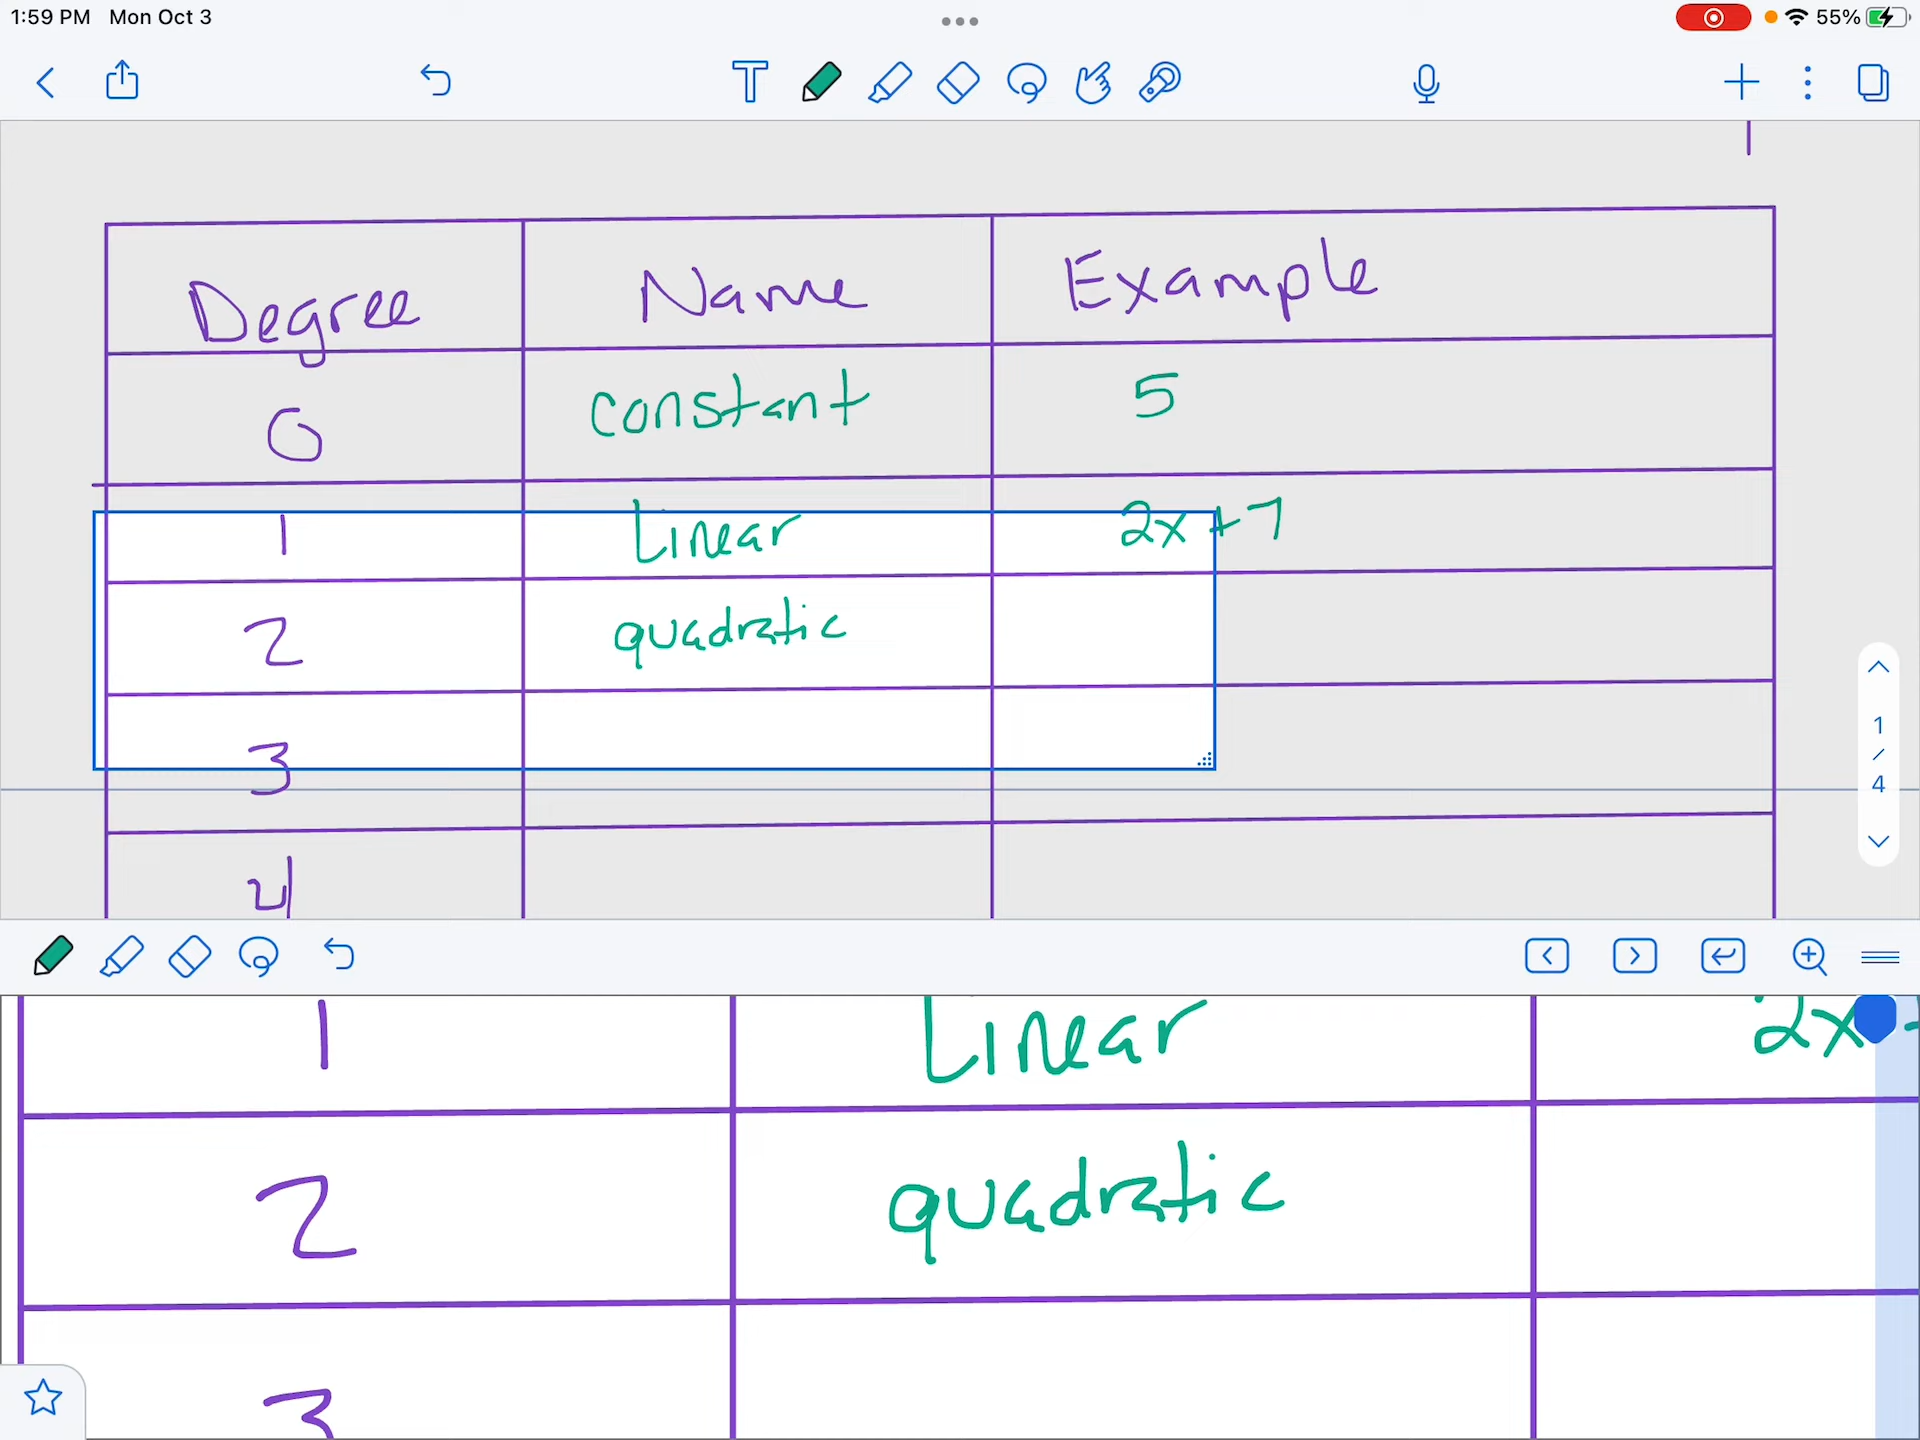 1:59 PM Mon Oct 3
55%
Degree Name Example
0 constant 5
1 Linear 2x+7
2 quadratic
3
4
1
/
4
1 Linear 2x
2 quadratic
3